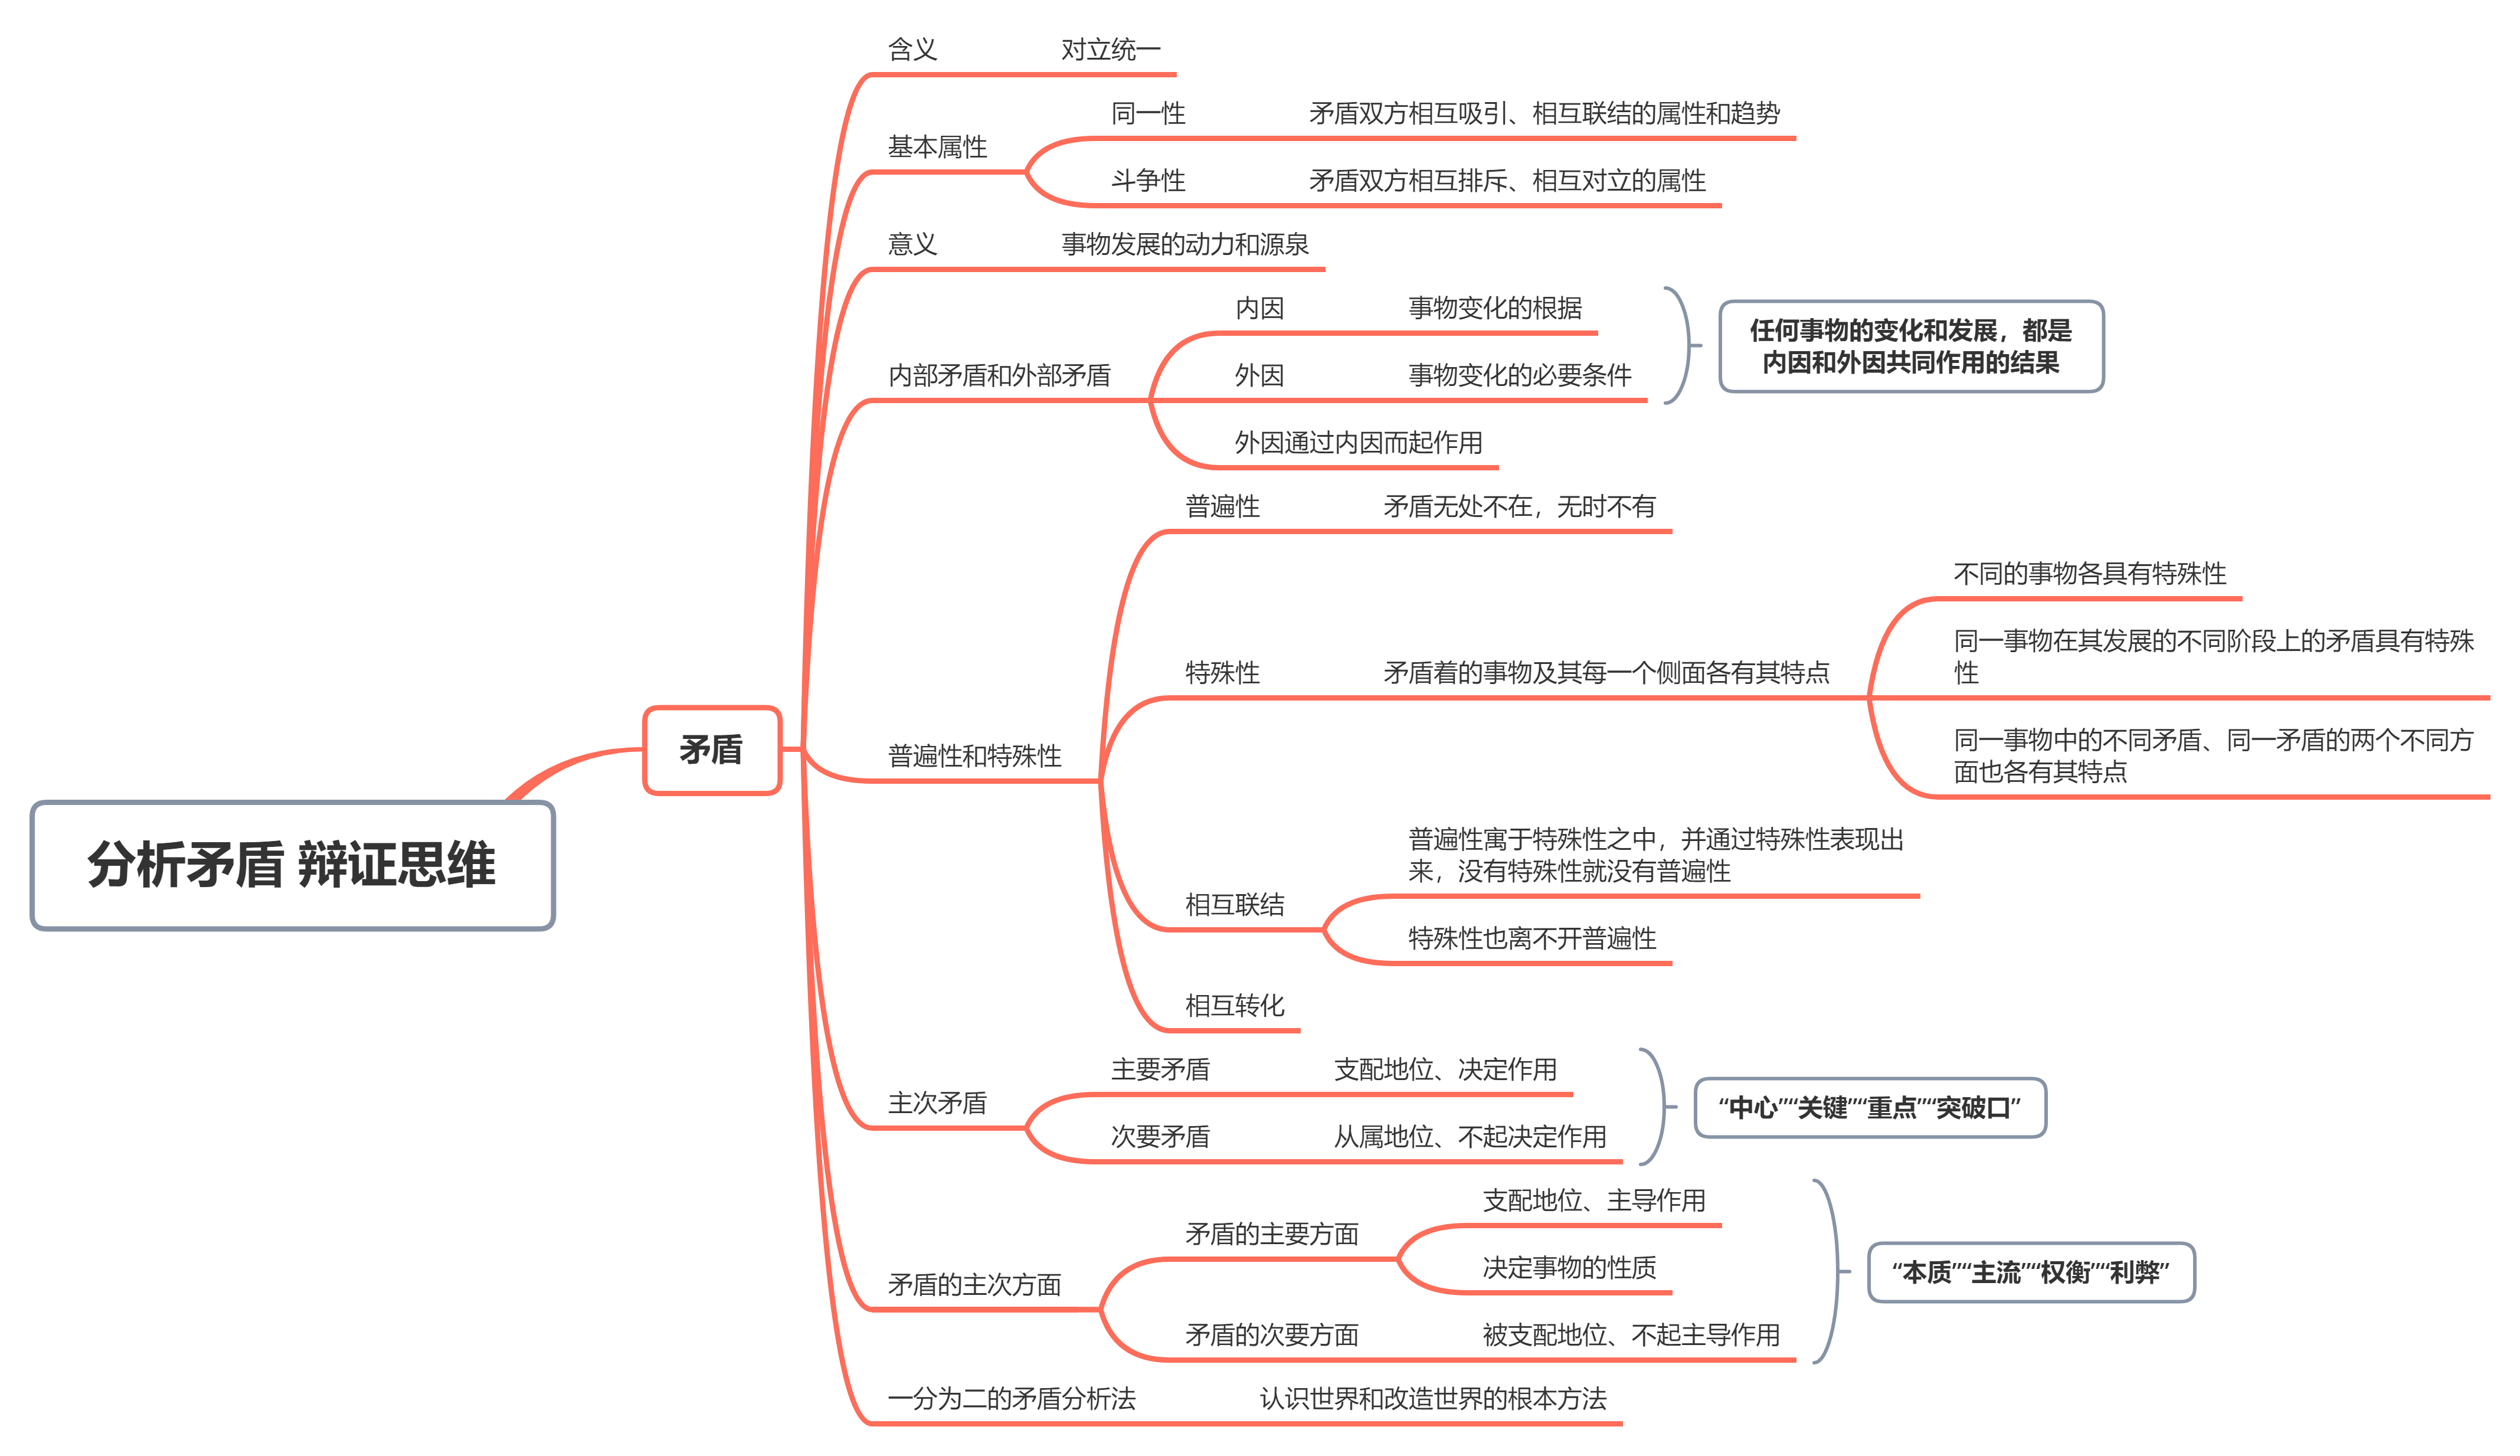 分析矛盾 辩证思维
矛盾
含义
对立统一
基本属性
同一性
矛盾双方相互吸引、相互联结的属性和趋势
斗争性
矛盾双方相互排斥、相互对立的属性
意义
事物发展的动力和源泉
内部矛盾和外部矛盾
内因
事物变化的根据
外因
事物变化的必要条件
任何事物的变化和发展，都是
内因和外因共同作用的结果
外因通过内因而起作用
普遍性和特殊性
普遍性
矛盾无处不在，无时不有
特殊性
矛盾着的事物及其每一个侧面各有其特点
不同的事物各具有特殊性
同一事物在其发展的不同阶段上的矛盾具有特殊
性
同一事物中的不同矛盾、同一矛盾的两个不同方
面也各有其特点
相互联结
普遍性寓于特殊性之中，并通过特殊性表现出
来，没有特殊性就没有普遍性
特殊性也离不开普遍性
相互转化
主次矛盾
主要矛盾
支配地位、决定作用
次要矛盾
从属地位、不起决定作用
“中心”“关键”“重点”“突破口”
矛盾的主次方面
矛盾的主要方面
支配地位、主导作用
决定事物的性质
矛盾的次要方面
被支配地位、不起主导作用
“本质”“主流”“权衡”“利弊”
一分为二的矛盾分析法
认识世界和改造世界的根本方法